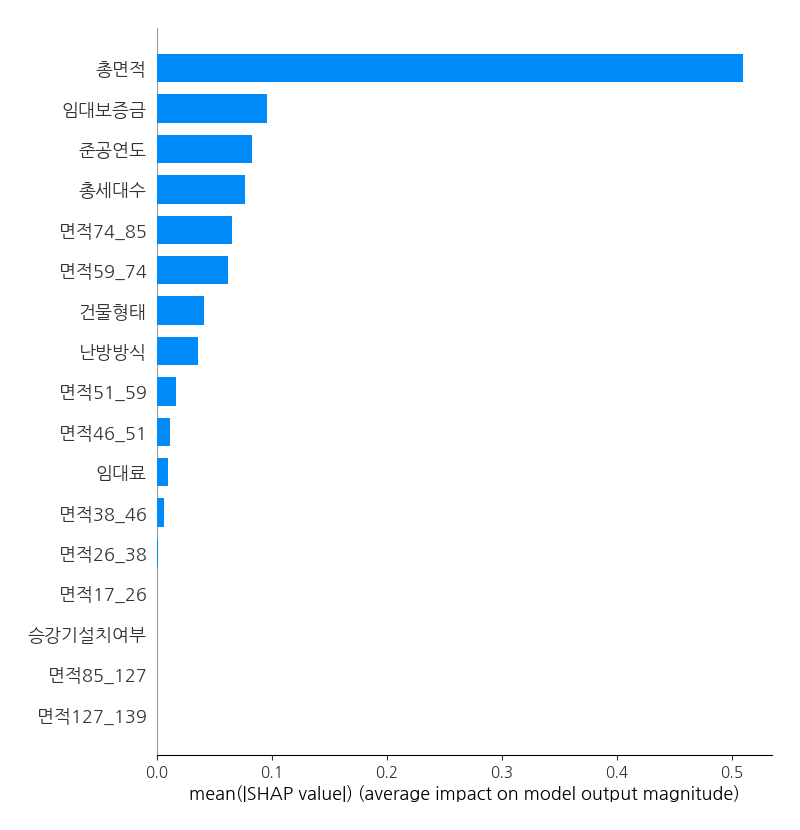 총면적
임대보증금
준공연도
총세대수
면적74_85
면적59_74
건물형태
난방방식
면적51_59
면적46_51
임대료
면적38_46
면적26_38
면적17_26
승강기설치여부
면적85_127
면적127_139
0.0 0.1 0.2 0.3 0.4 0.5
mean(|SHAP value|) (average impact on model output magnitude)